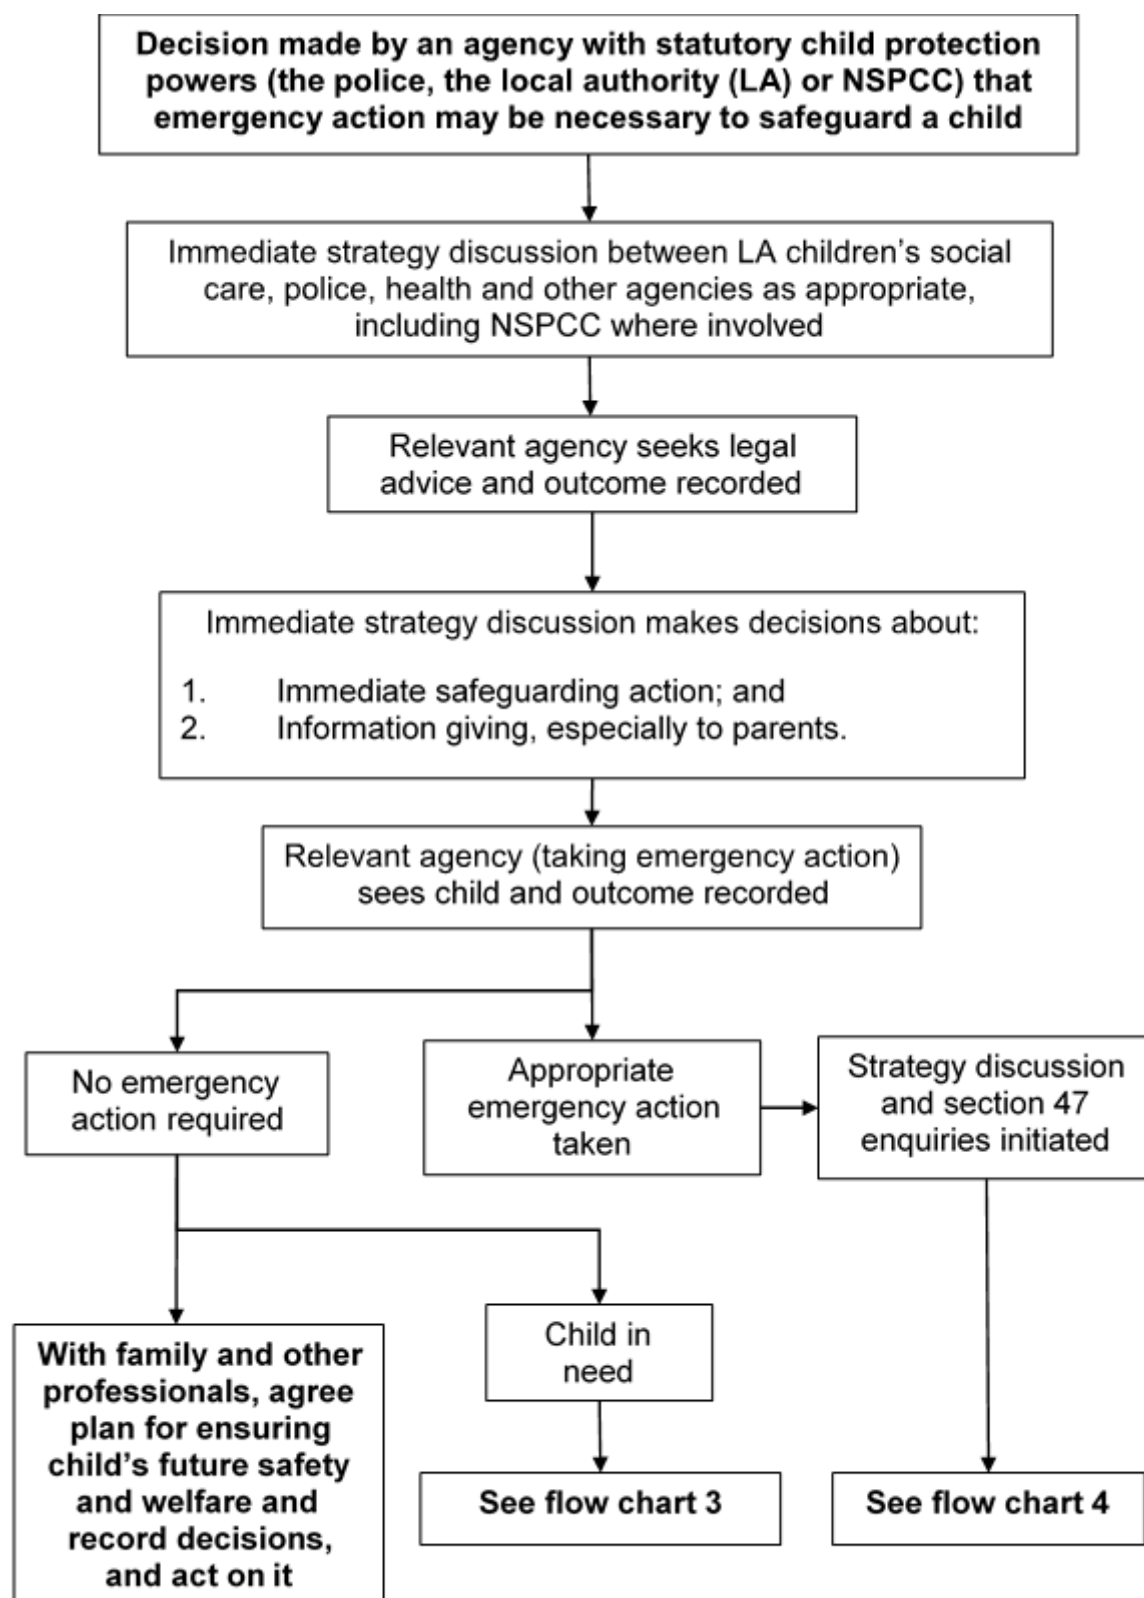 Decision made by an agency with statutory child protection
powers (the police, the local authority (LA) or NSPCC) that
emergency action may be necessary to safeguard a child
Immediate strategy discussion between LA children’s social
care, police, health and other agencies as appropriate,
including NSPCC where involved
Relevant agency seeks legal
advice and outcome recorded
Immediate strategy discussion makes decisions about:
1. Immediate safeguarding action; and
2. Information giving, especially to parents.
Relevant agency (taking emergency action)
sees child and outcome recorded
No emergency
action required
Appropriate
emergency action
taken
Strategy discussion
and section 47
enquiries initiated
With family and other
professionals, agree
plan for ensuring
child’s future safety
and welfare and
record decisions,
and act on it
Child in
need
See flow chart 3
See flow chart 4